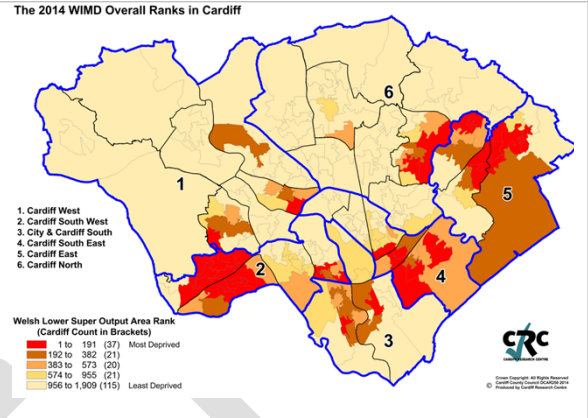 The 2014 WIMD Overall Ranks in Cardiff
6
1
5
2
4
3
1. Cardiff West
2. Cardiff South West
3. City & Cardiff South
4. Cardiff South East
5. Cardiff East
6. Cardiff North
Welsh Lower Super Output Area Rank
(Cardiff Count in Brackets)
1 to 191 (37) Most Deprived
192 to 382 (21)
383 to 573 (20)
574 to 955 (21)
956 to 1,909 (115) Least Deprived
CRC
CARDIFF RESEARCH CENTRE
Crown Copyright: All Rights Reserved
© Cardiff County Council DCAR250 2014
Produced by Cardiff Research Centre